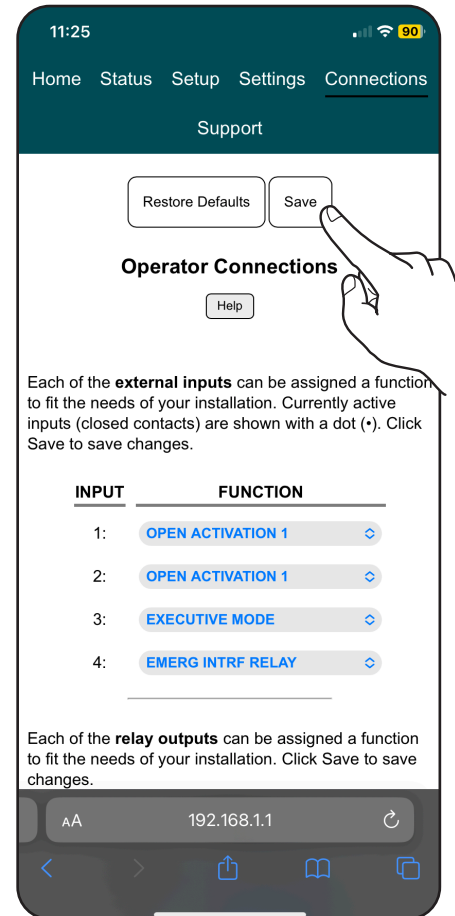 11:25
90
Home Status Setup Settings Connections
Support
Restore Defaults Save
Operator Connections
Help
Each of the external inputs can be assigned a function
to fit the needs of your installation. Currently active
inputs (closed contacts) are shown with a dot (•). Click
Save to save changes.
INPUT FUNCTION
1: OPEN ACTIVATION 1
2: OPEN ACTIVATION 1
3: EXECUTIVE MODE
4: EMERG INTRF RELAY
Each of the relay outputs can be assigned a function
to fit the needs of your installation. Click Save to save
changes.
AA 192.168.1.1